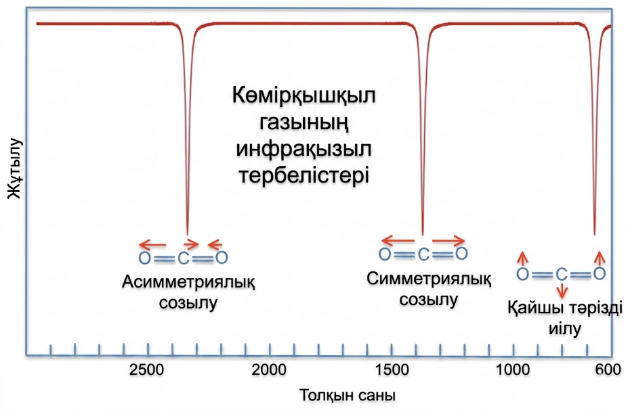 Көмірқышқыл
газының
инфрақызыл
тербелістері
Жұтылу
O=C=O
Асимметриялық
созылу
O=C=O
Симметриялық
созылу
O=C=O
Қайшы тәрізді
иілу
2500 2000 1500 1000 600
Толқын саны